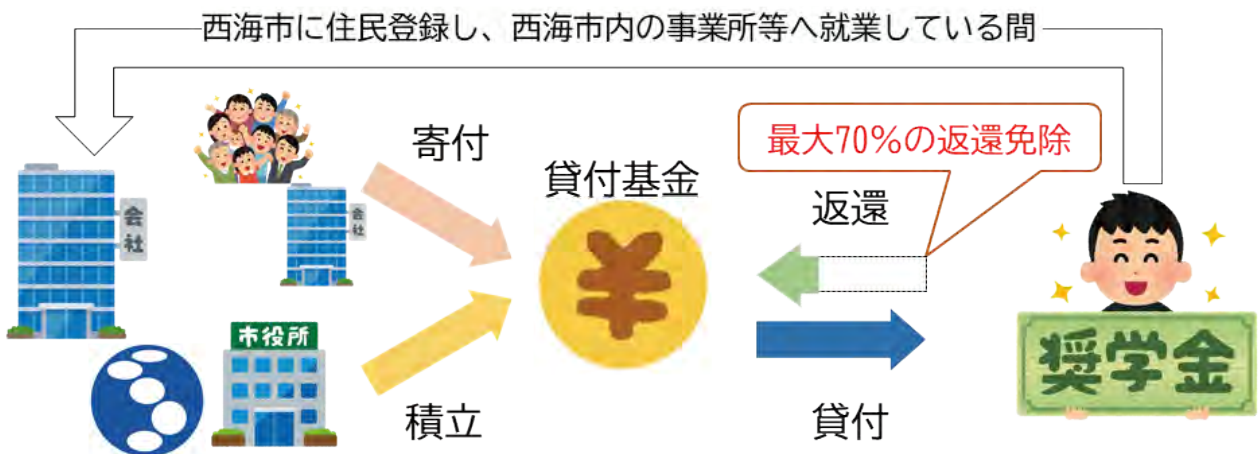 西海市に住民登録し、西海市内の事業所等へ就業している間
寄付
貸付基金
最大70%の返還免除
返還
会社
会社
市役所
積立
貸付
奨学金